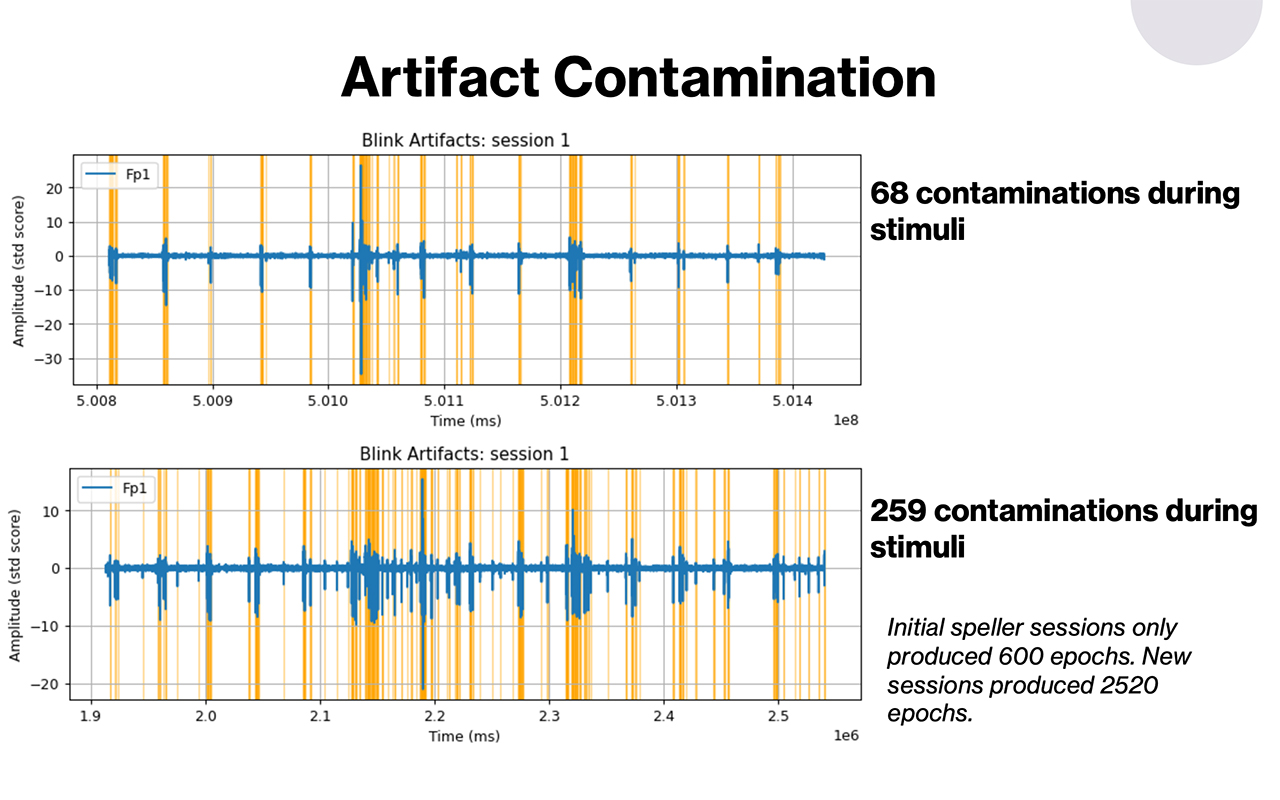 Artifact Contamination
Blink Artifacts: session 1
Fp1
Amplitude (std score)
20
10
0
−10
−20
−30
5.008 5.009 5.010 5.011 5.012 5.013 5.014
Time (ms)
1e8
68 contaminations during
stimuli
Blink Artifacts: session 1
Fp1
Amplitude (std score)
10
0
−10
−20
1.9 2.0 2.1 2.2 2.3 2.4 2.5
Time (ms)
1e6
259 contaminations during
stimuli
Initial speller sessions only
produced 600 epochs. New
sessions produced 2520
epochs.